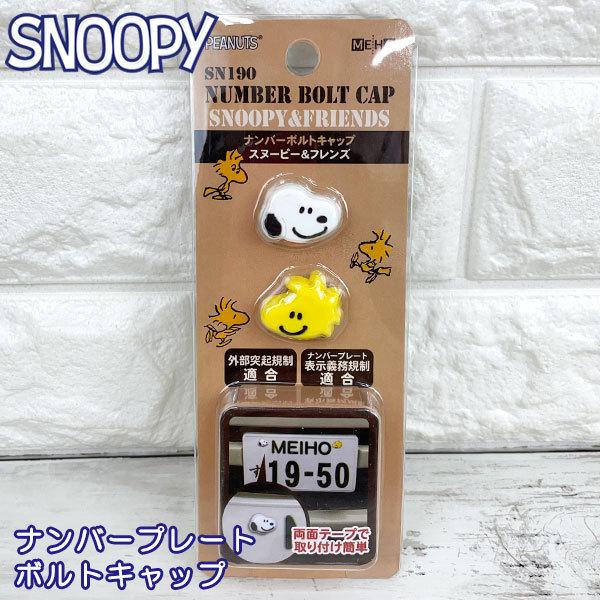 SNOOPY
PEANUTS®
SN190
NUMBER BOLT CAP
SNOOPY&FRIENDS
ナンバーボルトキャップ
スヌーピー&フレンズ
外部突起規制
適合
ナンバープレート
表示義務規制
適合
MEIHO
す 19-50
両面テープで
取り付け簡単
ナンバープレート
ボルトキャップ